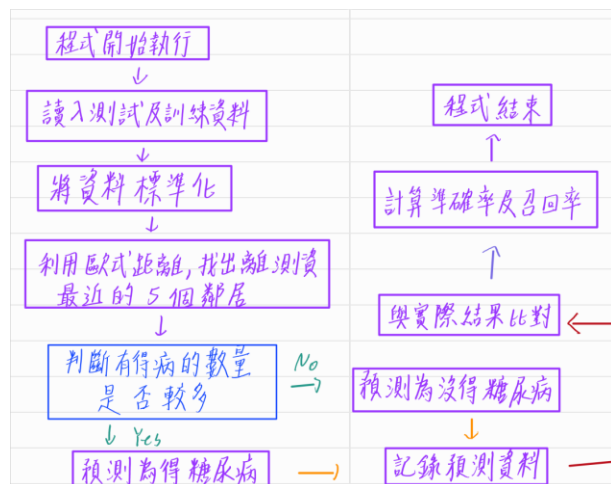 程式開始執行
讀入測試及訓練資料
將資料標準化
利用歐式距離,找出離測資
最近的5個鄰居
判斷有得病的數量
是否較多
No
Yes
預測為得糖尿病
預測為沒得糖尿病
記錄預測資料
與實際結果比對
計算準確率及召回率
程式結束